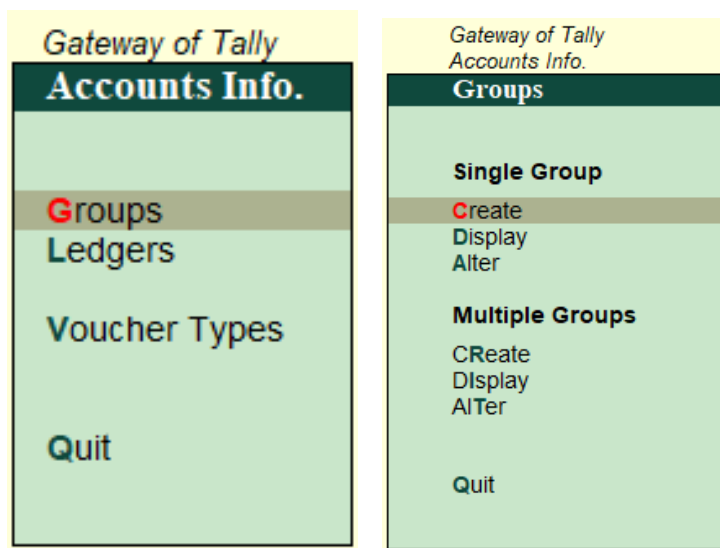 Gateway of Tally
Accounts Info.
Groups
Ledgers
Voucher Types
Quit
Gateway of Tally
Accounts Info.
Groups
Single Group
Create
Display
Alter
Multiple Groups
CReate
DIsplay
AlTer
Quit